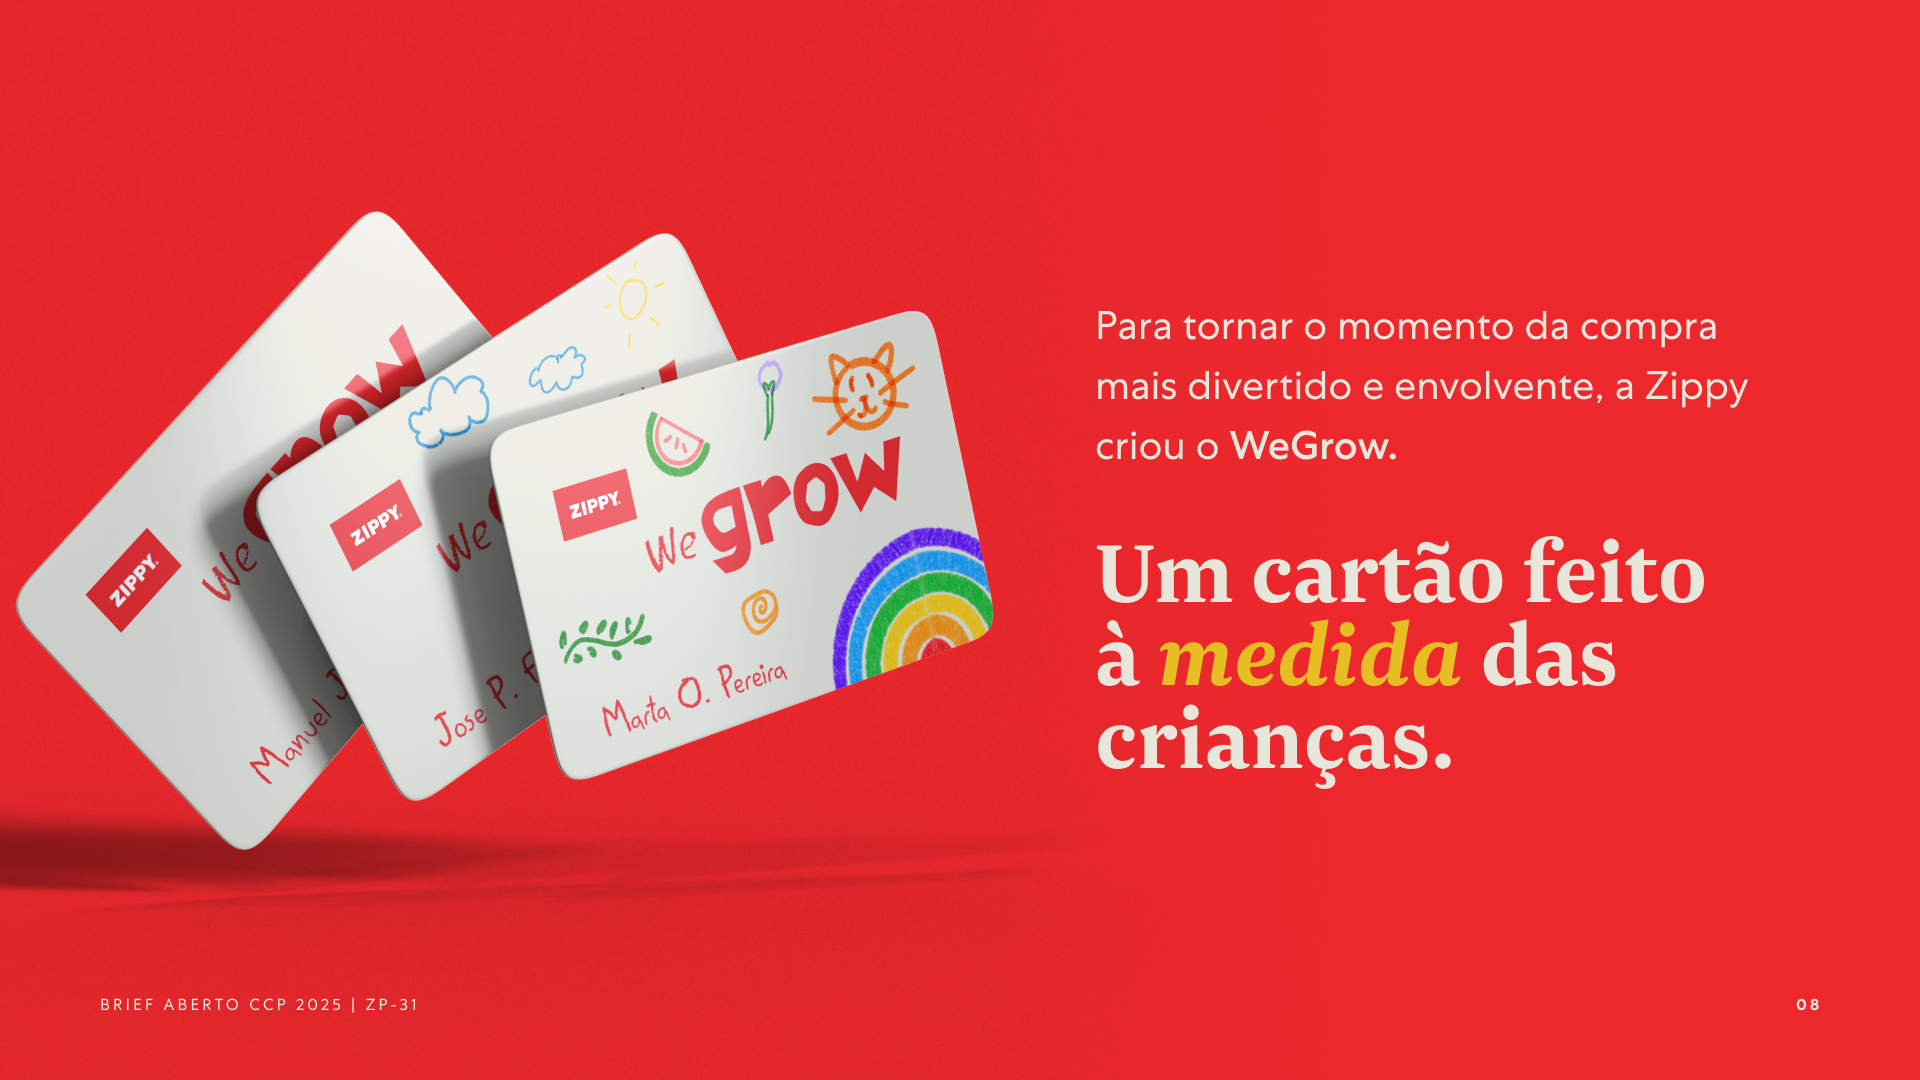 ZIPPY
We grow
Manuel
ZIPPY
We
Jose P.
ZIPPY
We grow
Marta O. Pereira
Para tornar o momento da compra
mais divertido e envolvente, a Zippy
criou o WeGrow.
Um cartão feito
à medida das
crianças.
BRIEF ABERTO CCP 2025 | ZP-31
08